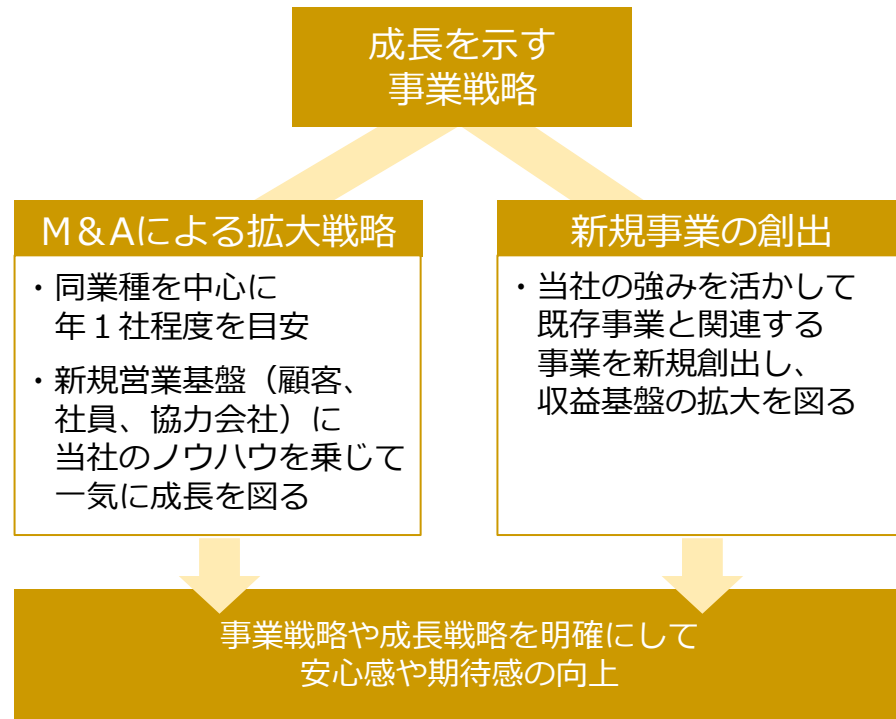 成長を示す
事業戦略
M&Aによる拡大戦略
・同業種を中心に
年１社程度を目安
・新規営業基盤（顧客、
社員、協力会社）に
当社のノウハウを乗じて
一気に成長を図る
新規事業の創出
・当社の強みを活かして
既存事業と関連する
事業を新規創出し、
収益基盤の拡大を図る
事業戦略や成長戦略を明確にして
安心感や期待感の向上